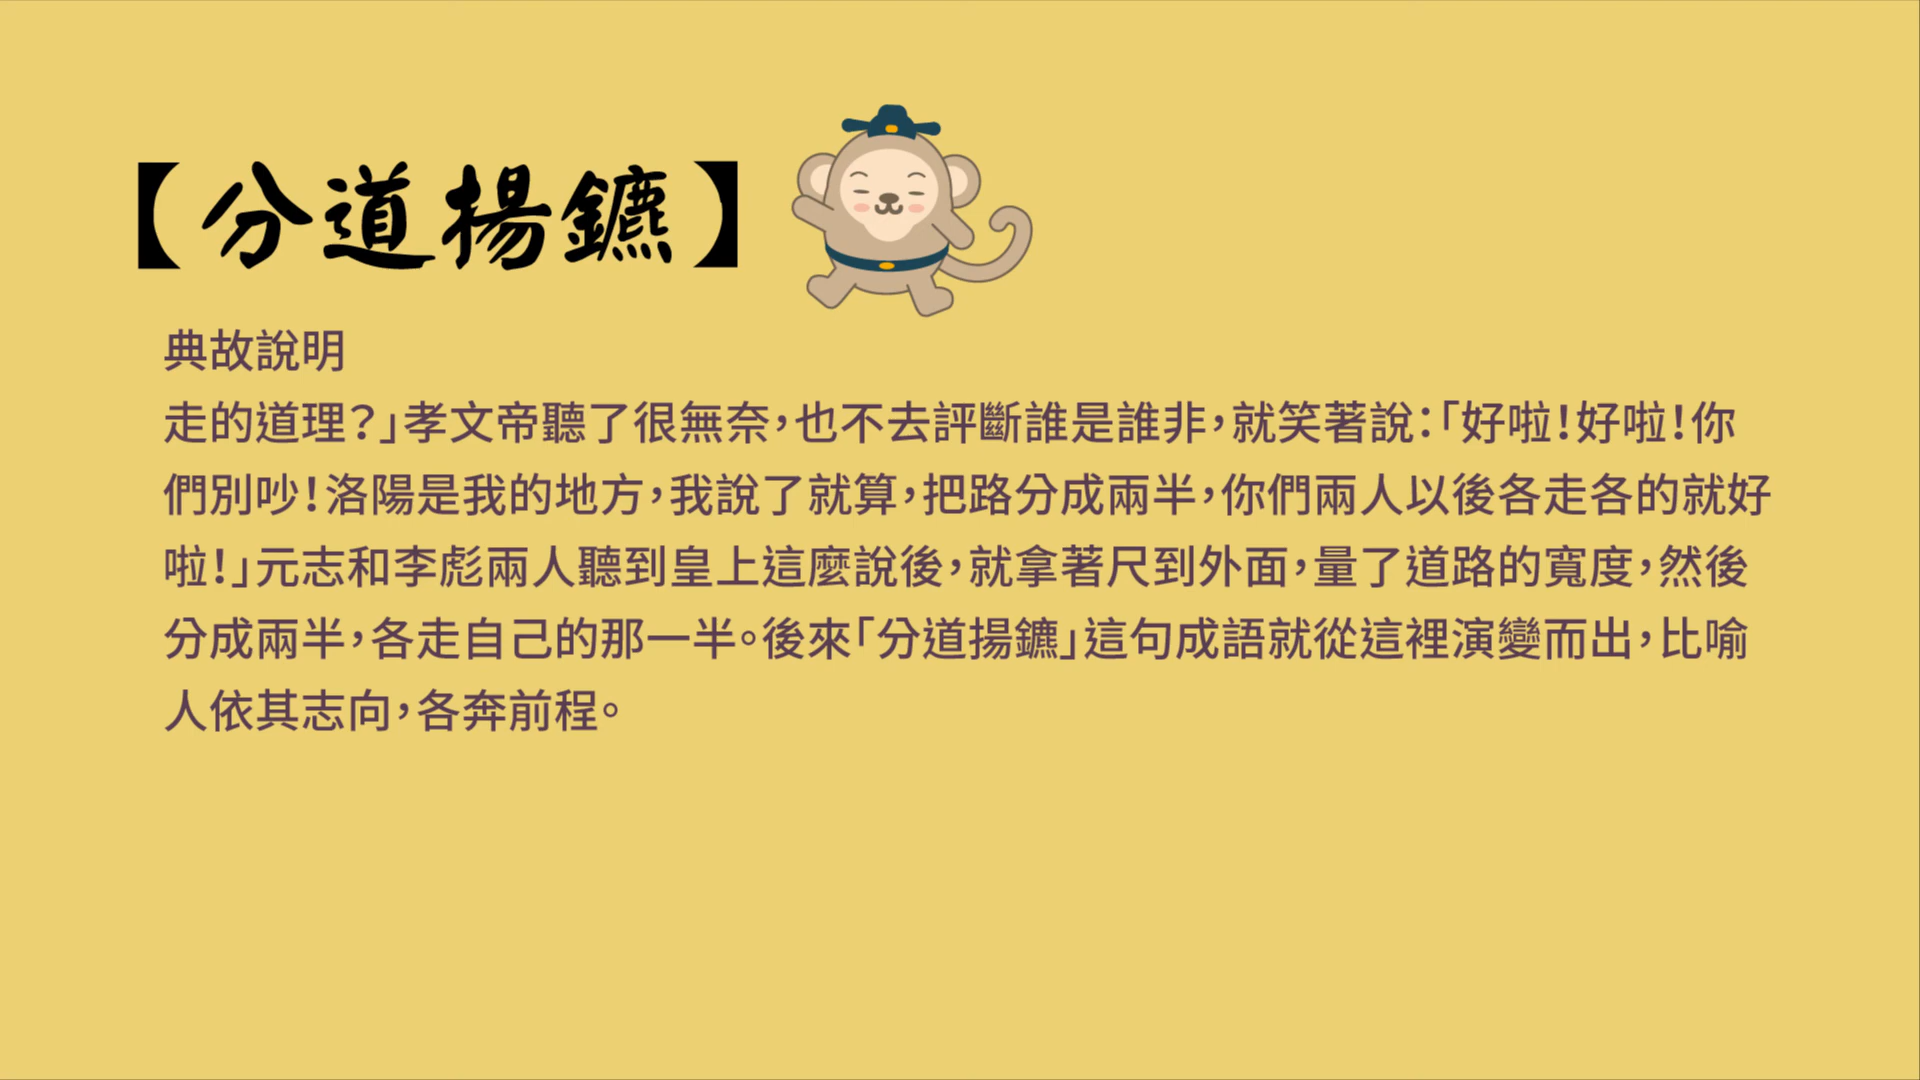 【分道揚鑣】
典故說明
走的道理？」孝文帝聽了很無奈，也不去評斷誰是誰非，就笑著說：「好啦！好啦！你
們別吵！洛陽是我的地方，我說了就算，把路分成兩半，你們兩人以後各走各的就好
啦！」元志和李彪兩人聽到皇上這麼說後，就拿著尺到外面，量了道路的寬度，然後
分成兩半，各走自己的那一半。後來「分道揚鑣」這句成語就從這裡演變而出，比喻
人依其志向，各奔前程。